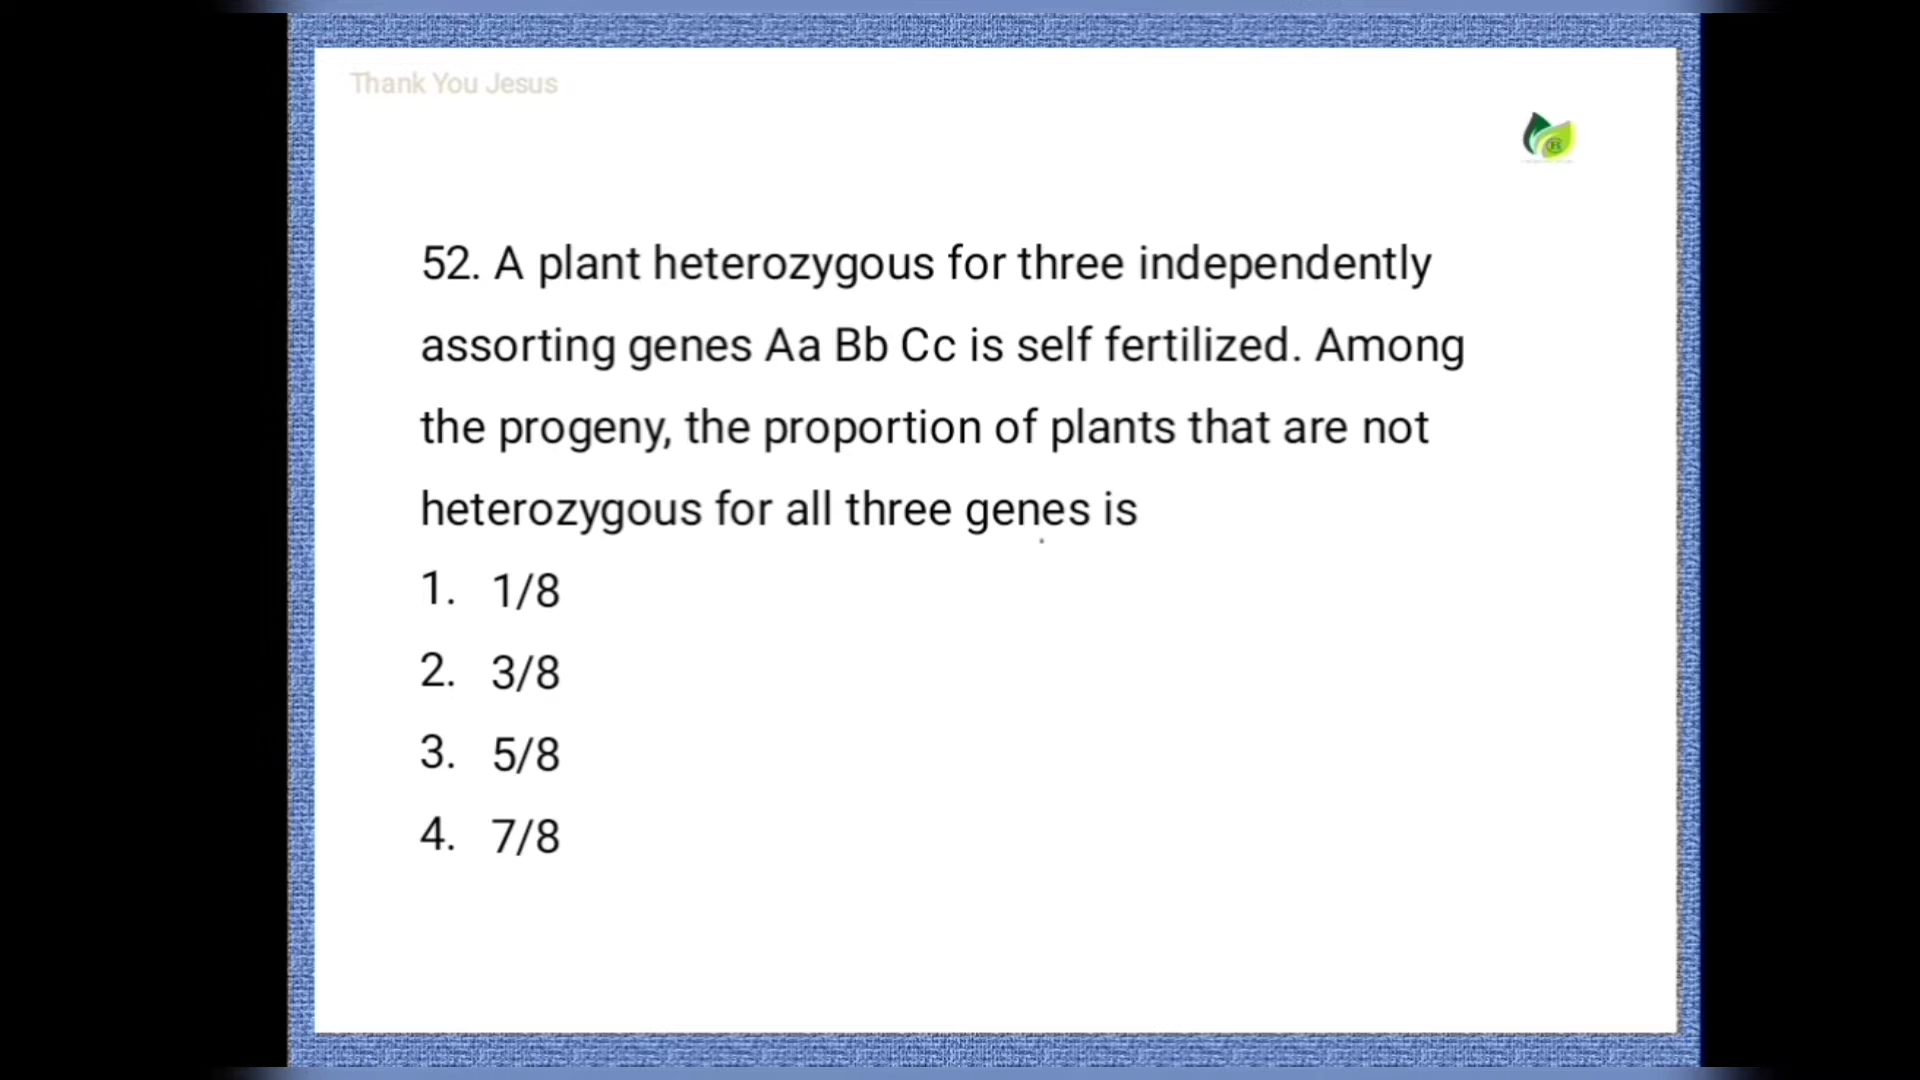 Thank You Jesus
52. A plant heterozygous for three independently
assorting genes Aa Bb Cc is self fertilized. Among
the progeny, the proportion of plants that are not
heterozygous for all three genes is
1. 1/8
2. 3/8
3. 5/8
4. 7/8